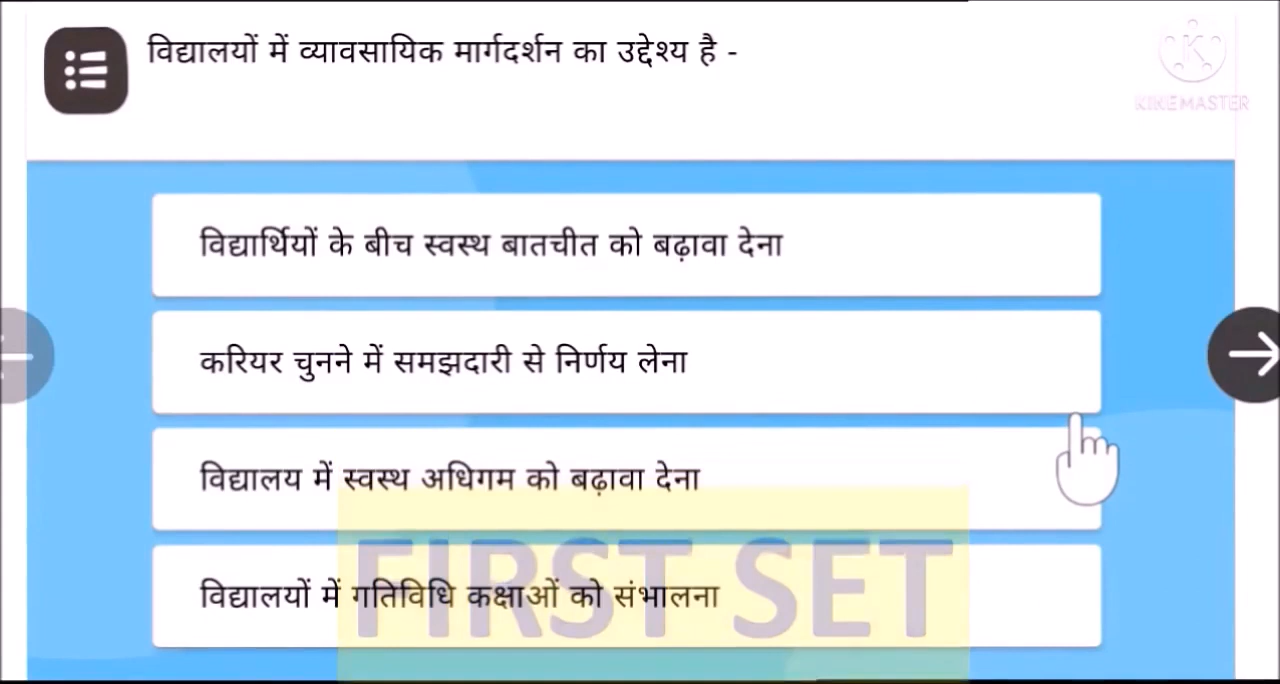 विद्यालयों में व्यावसायिक मार्गदर्शन का उद्देश्य है -
KINEMASTER
विद्यार्थियों के बीच स्वस्थ बातचीत को बढ़ावा देना
करियर चुनने में समझदारी से निर्णय लेना
विद्यालय में स्वस्थ अधिगम को बढ़ावा देना
विद्यालयों में गतिविधि कक्षाओं को संभालना
FIRST SET